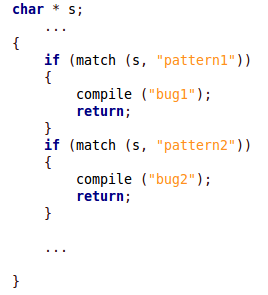 char * s;
    ...
{
    if (match (s, "pattern1"))
    {
        compile ("bug1");
        return;
    }
    if (match (s, "pattern2"))
    {
        compile ("bug2");
        return;
    }

    ...

}